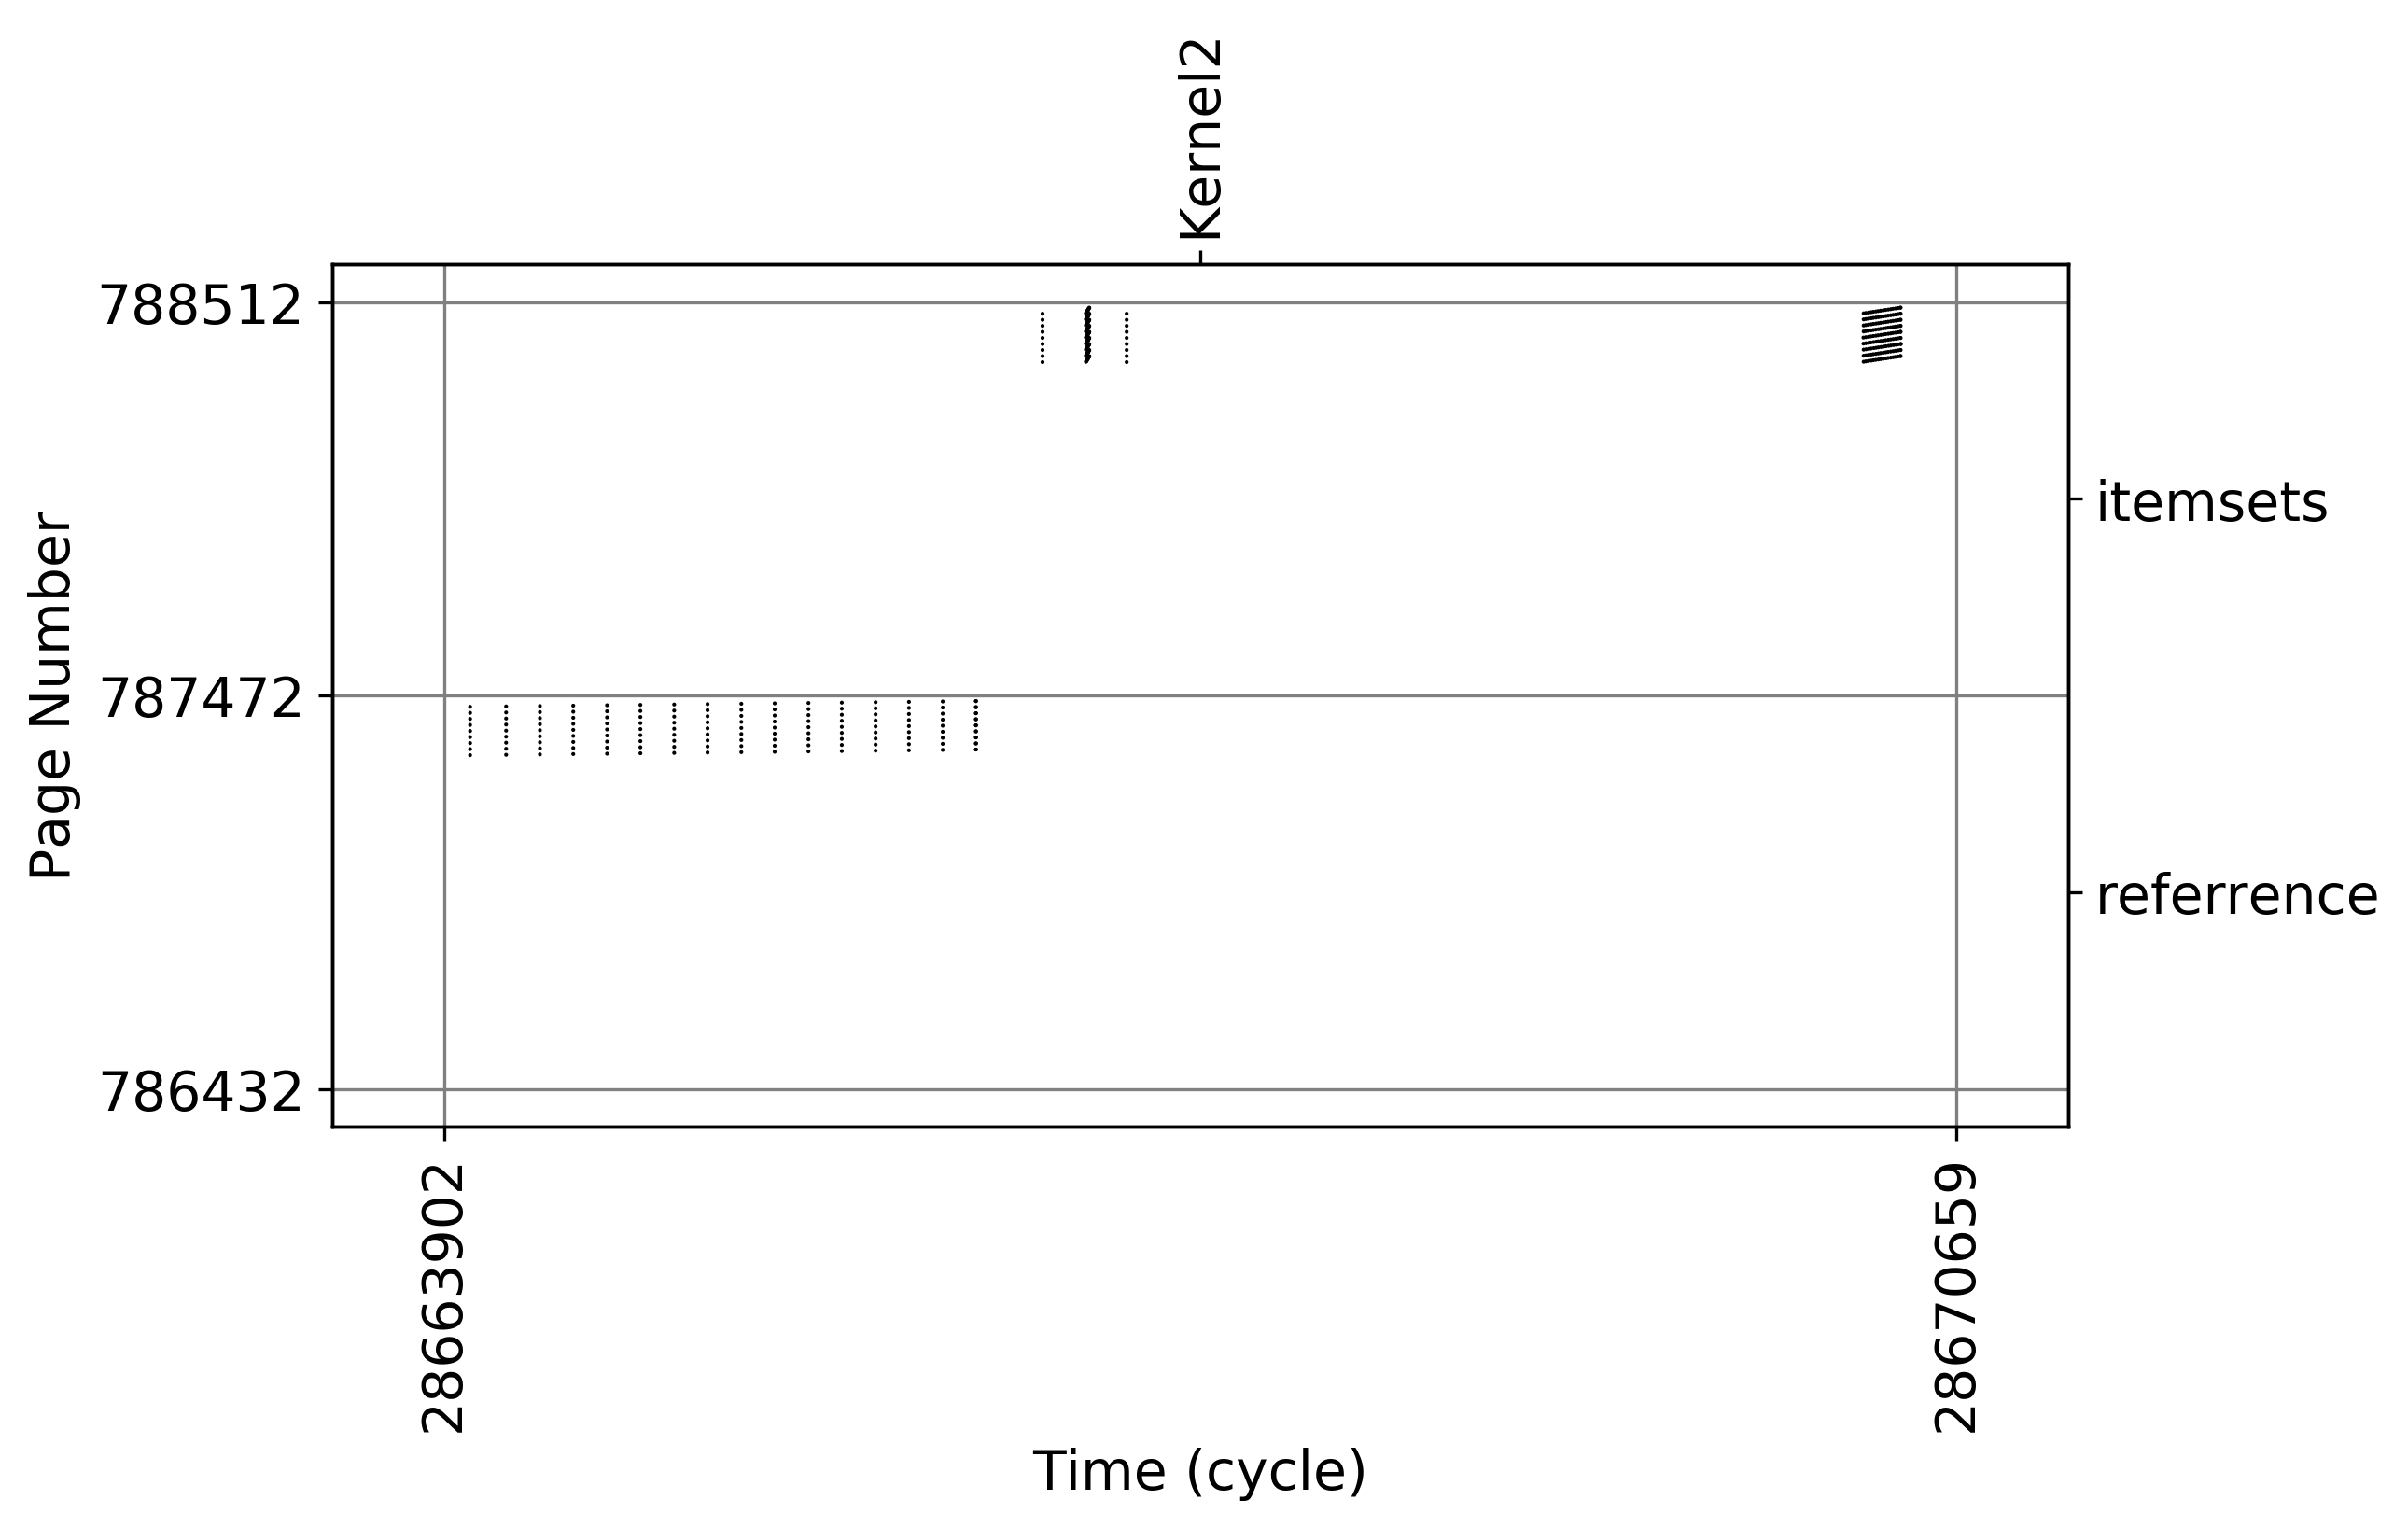 Kernel2
788512
itemsets
Page Number
787472
referrence
786432
28663902
28670659
Time (cycle)